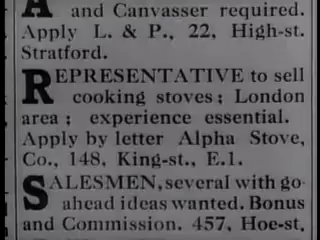 A and Canvasser required.
Apply L. & P., 22, High-st.
Stratford.
REPRESENTATIVE to sell
cooking stoves; London
area; experience essential.
Apply by letter Alpha Stove,
Co., 148, King-st., E.1.
SALESMEN, several with go-
ahead ideas wanted. Bonus
and Commission. 457, Hoe-st,